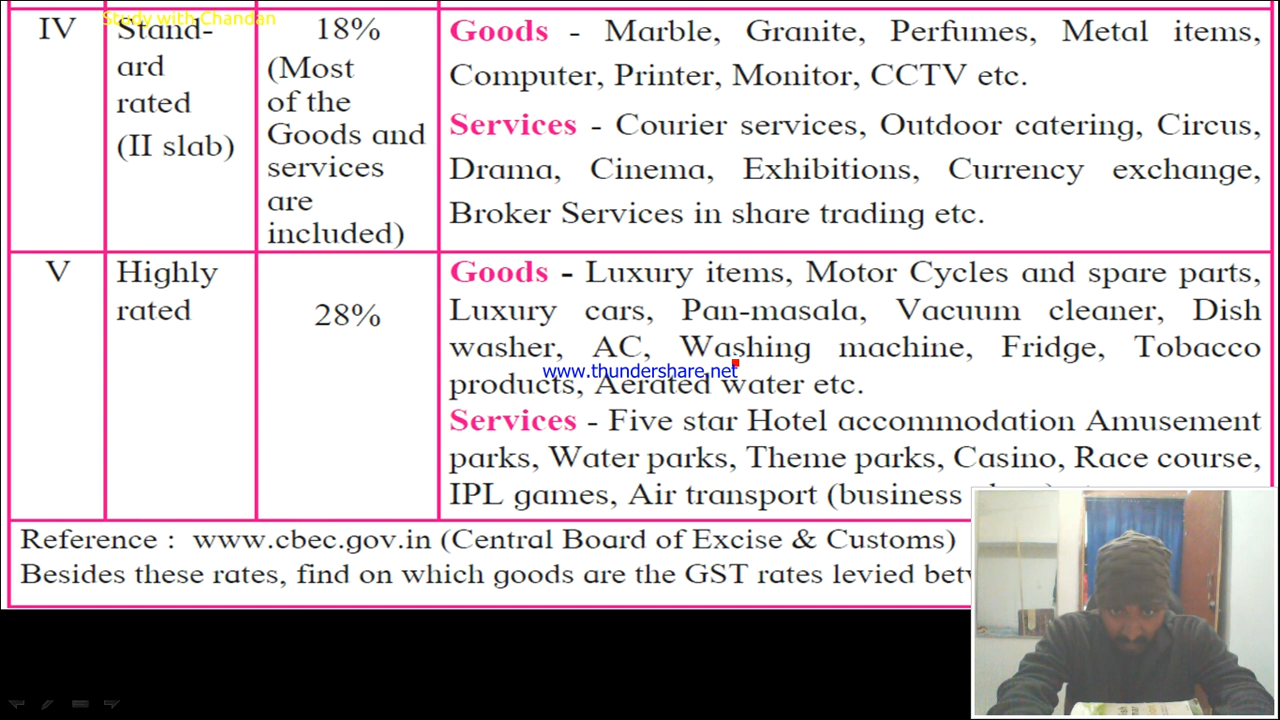 Study with Chandan
IV Stand- 18% Goods - Marble, Granite, Perfumes, Metal items,
ard (Most Computer, Printer, Monitor, CCTV etc.
rated of the Services - Courier services, Outdoor catering, Circus,
(II slab) Goods and Drama, Cinema, Exhibitions, Currency exchange,
services Broker Services in share trading etc.
are
included)
V Highly Goods - Luxury items, Motor Cycles and spare parts,
rated 28% Luxury cars, Pan-masala, Vacuum cleaner, Dish
washer, AC, Washing machine, Fridge, Tobacco
www.thundershare.net
products, Aerated water etc.
Services - Five star Hotel accommodation Amusement
parks, Water parks, Theme parks, Casino, Race course,
IPL games, Air transport (business
Reference : www.cbec.gov.in (Central Board of Excise & Customs)
Besides these rates, find on which goods are the GST rates levied